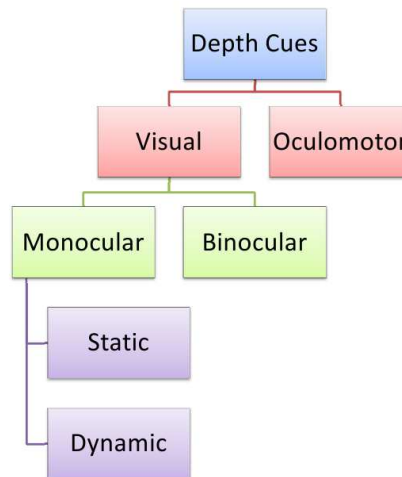 Depth Cues
Visual
Oculomotor
Monocular
Binocular
Static
Dynamic